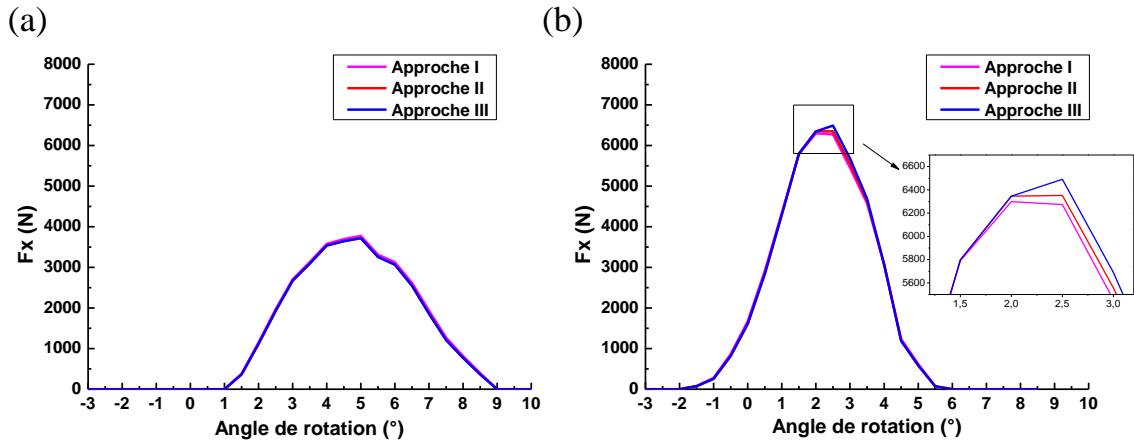 (a)
Approche I
Approche II
Approche III
8000
7000
6000
5000
4000
3000
2000
1000
0
Fx (N)
-3 -2 -1 0 1 2 3 4 5 6 7 8 9 10
Angle de rotation (°)
(b)
Approche I
Approche II
Approche III
8000
7000
6000
5000
4000
3000
2000
1000
0
Fx (N)
6600
6400
6200
6000
5800
5600
1,5 2,0 2,5 3,0
-3 -2 -1 0 1 2 3 4 5 6 7 8 9 10
Angle de rotation (°)